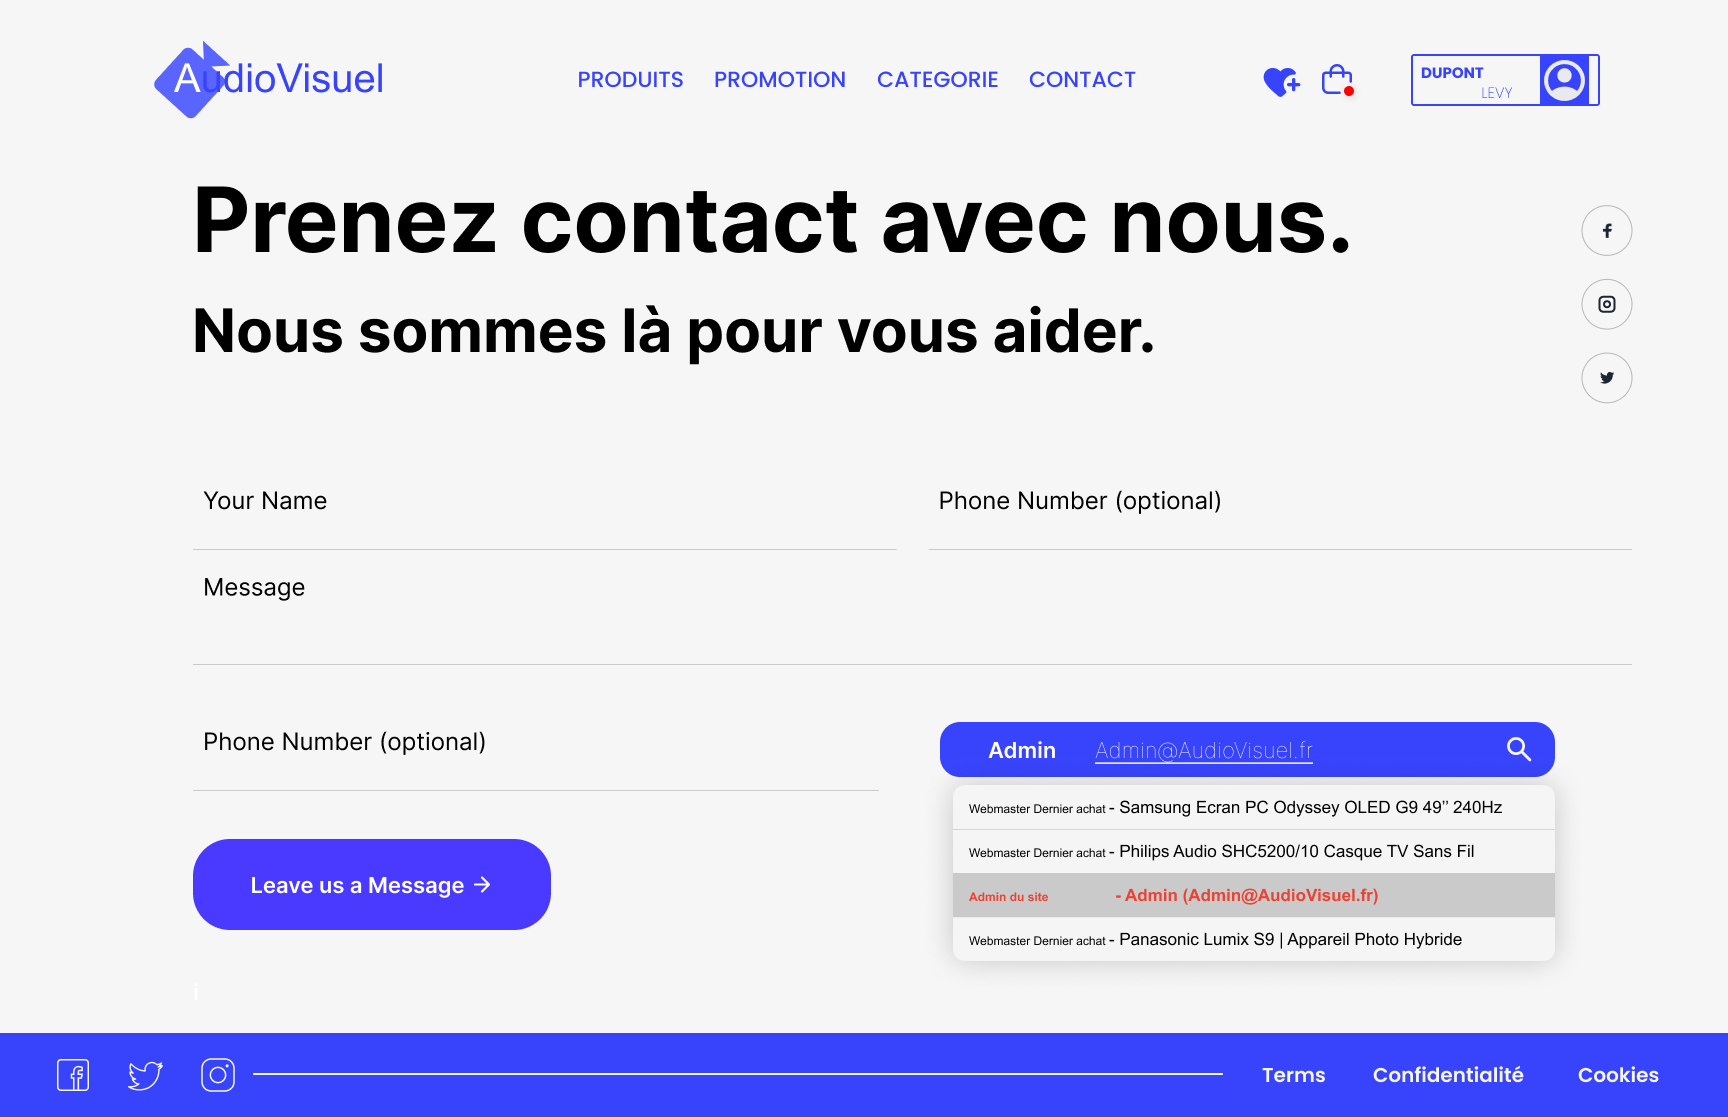 AudioVisuel
PRODUITS PROMOTION CATEGORIE CONTACT
DUPONT
LEVY
Prenez contact avec nous.
Nous sommes là pour vous aider.
Your Name
Phone Number (optional)
Message
Phone Number (optional)
Admin Admin@AudioVisuel.fr
Webmaster Dernier achat - Samsung Ecran PC Odyssey OLED G9 49’’ 240Hz
Webmaster Dernier achat - Philips Audio SHC5200/10 Casque TV Sans Fil
Admin du site - Admin (Admin@AudioVisuel.fr)
Webmaster Dernier achat - Panasonic Lumix S9 | Appareil Photo Hybride
Leave us a Message →
i
Terms Confidentialité Cookies